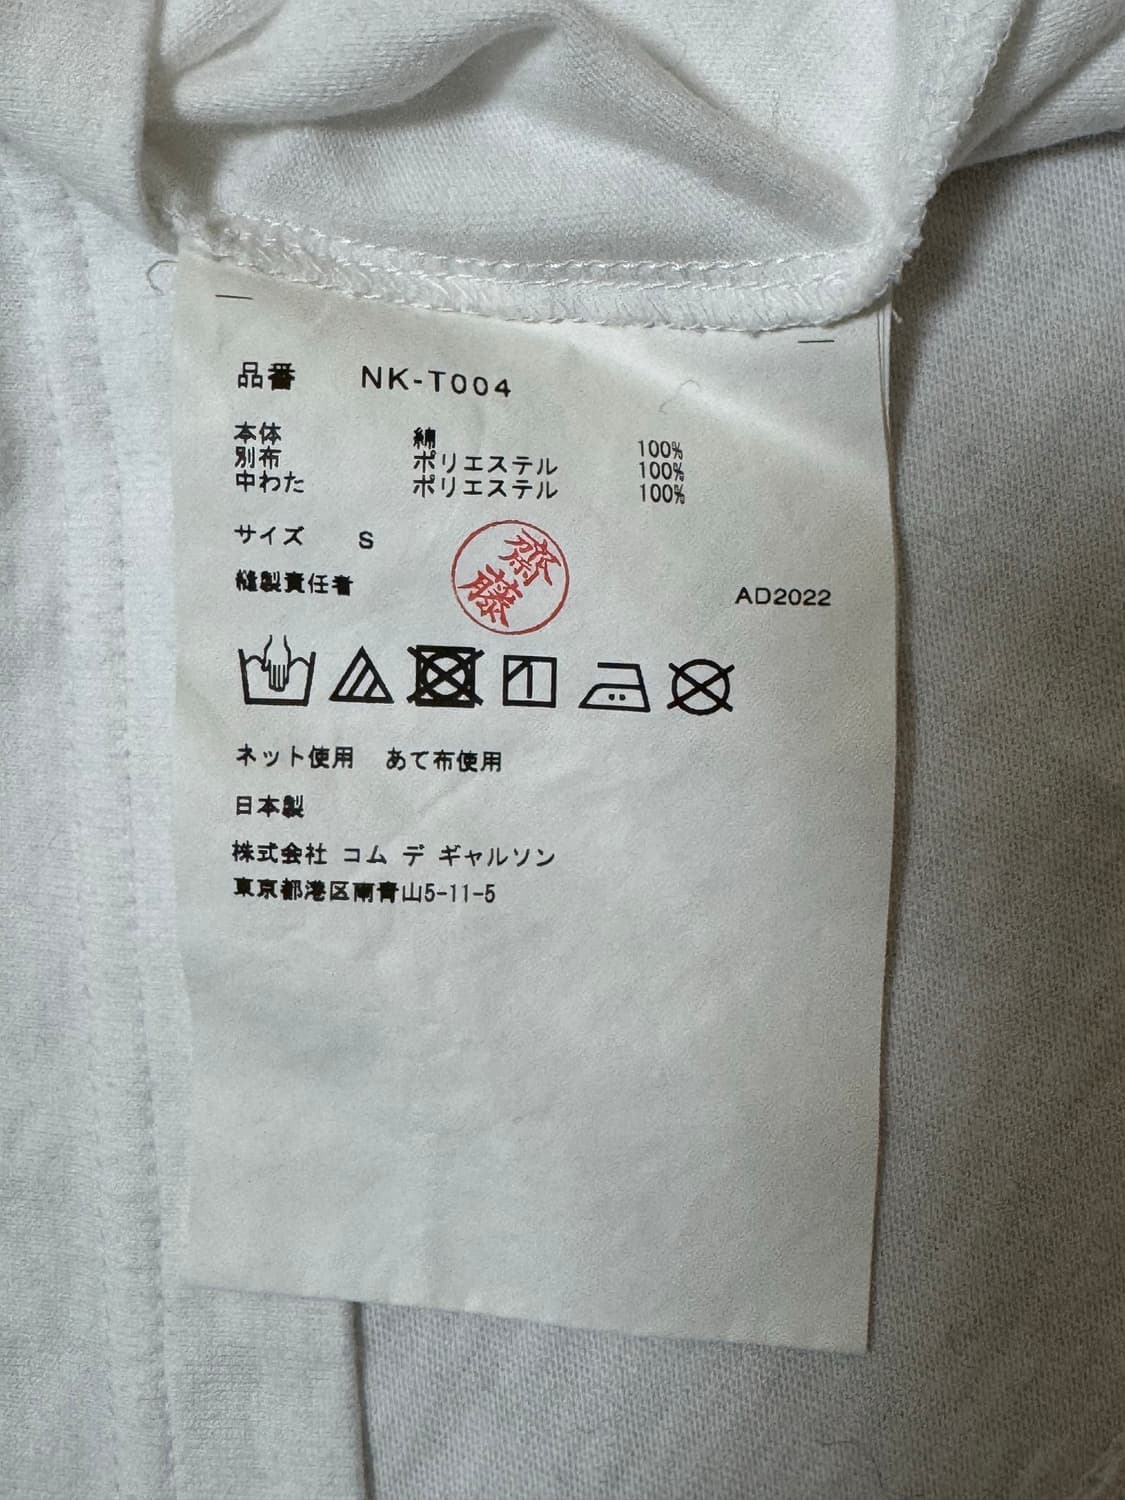 品番 NK-T004
本体 綿 100%
別布 ポリエステル 100%
中わた ポリエステル 100%
サイズ S
縫製責任者 齋藤 AD2022
ネット使用 あて布使用
日本製
株式会社 コム デ ギャルソン
東京都港区南青山5-11-5